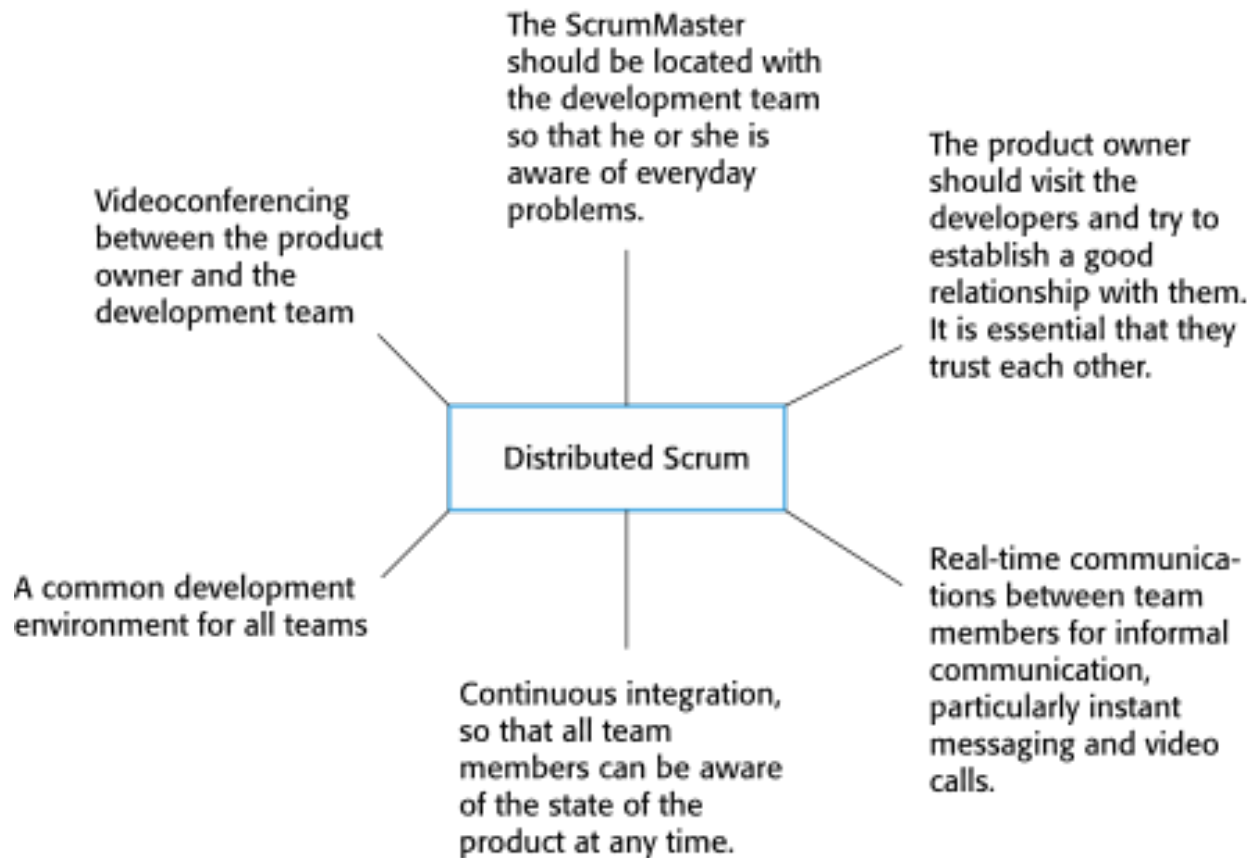 The ScrumMaster
should be located with
the development team
so that he or she is
aware of everyday
problems.
Videoconferencing
between the product
owner and the
development team
The product owner
should visit the
developers and try to
establish a good
relationship with them.
It is essential that they
trust each other.
Distributed Scrum
A common development
environment for all teams
Continuous integration,
so that all team
members can be aware
of the state of the
product at any time.
Real-time communica-
tions between team
members for informal
communication,
particularly instant
messaging and video
calls.